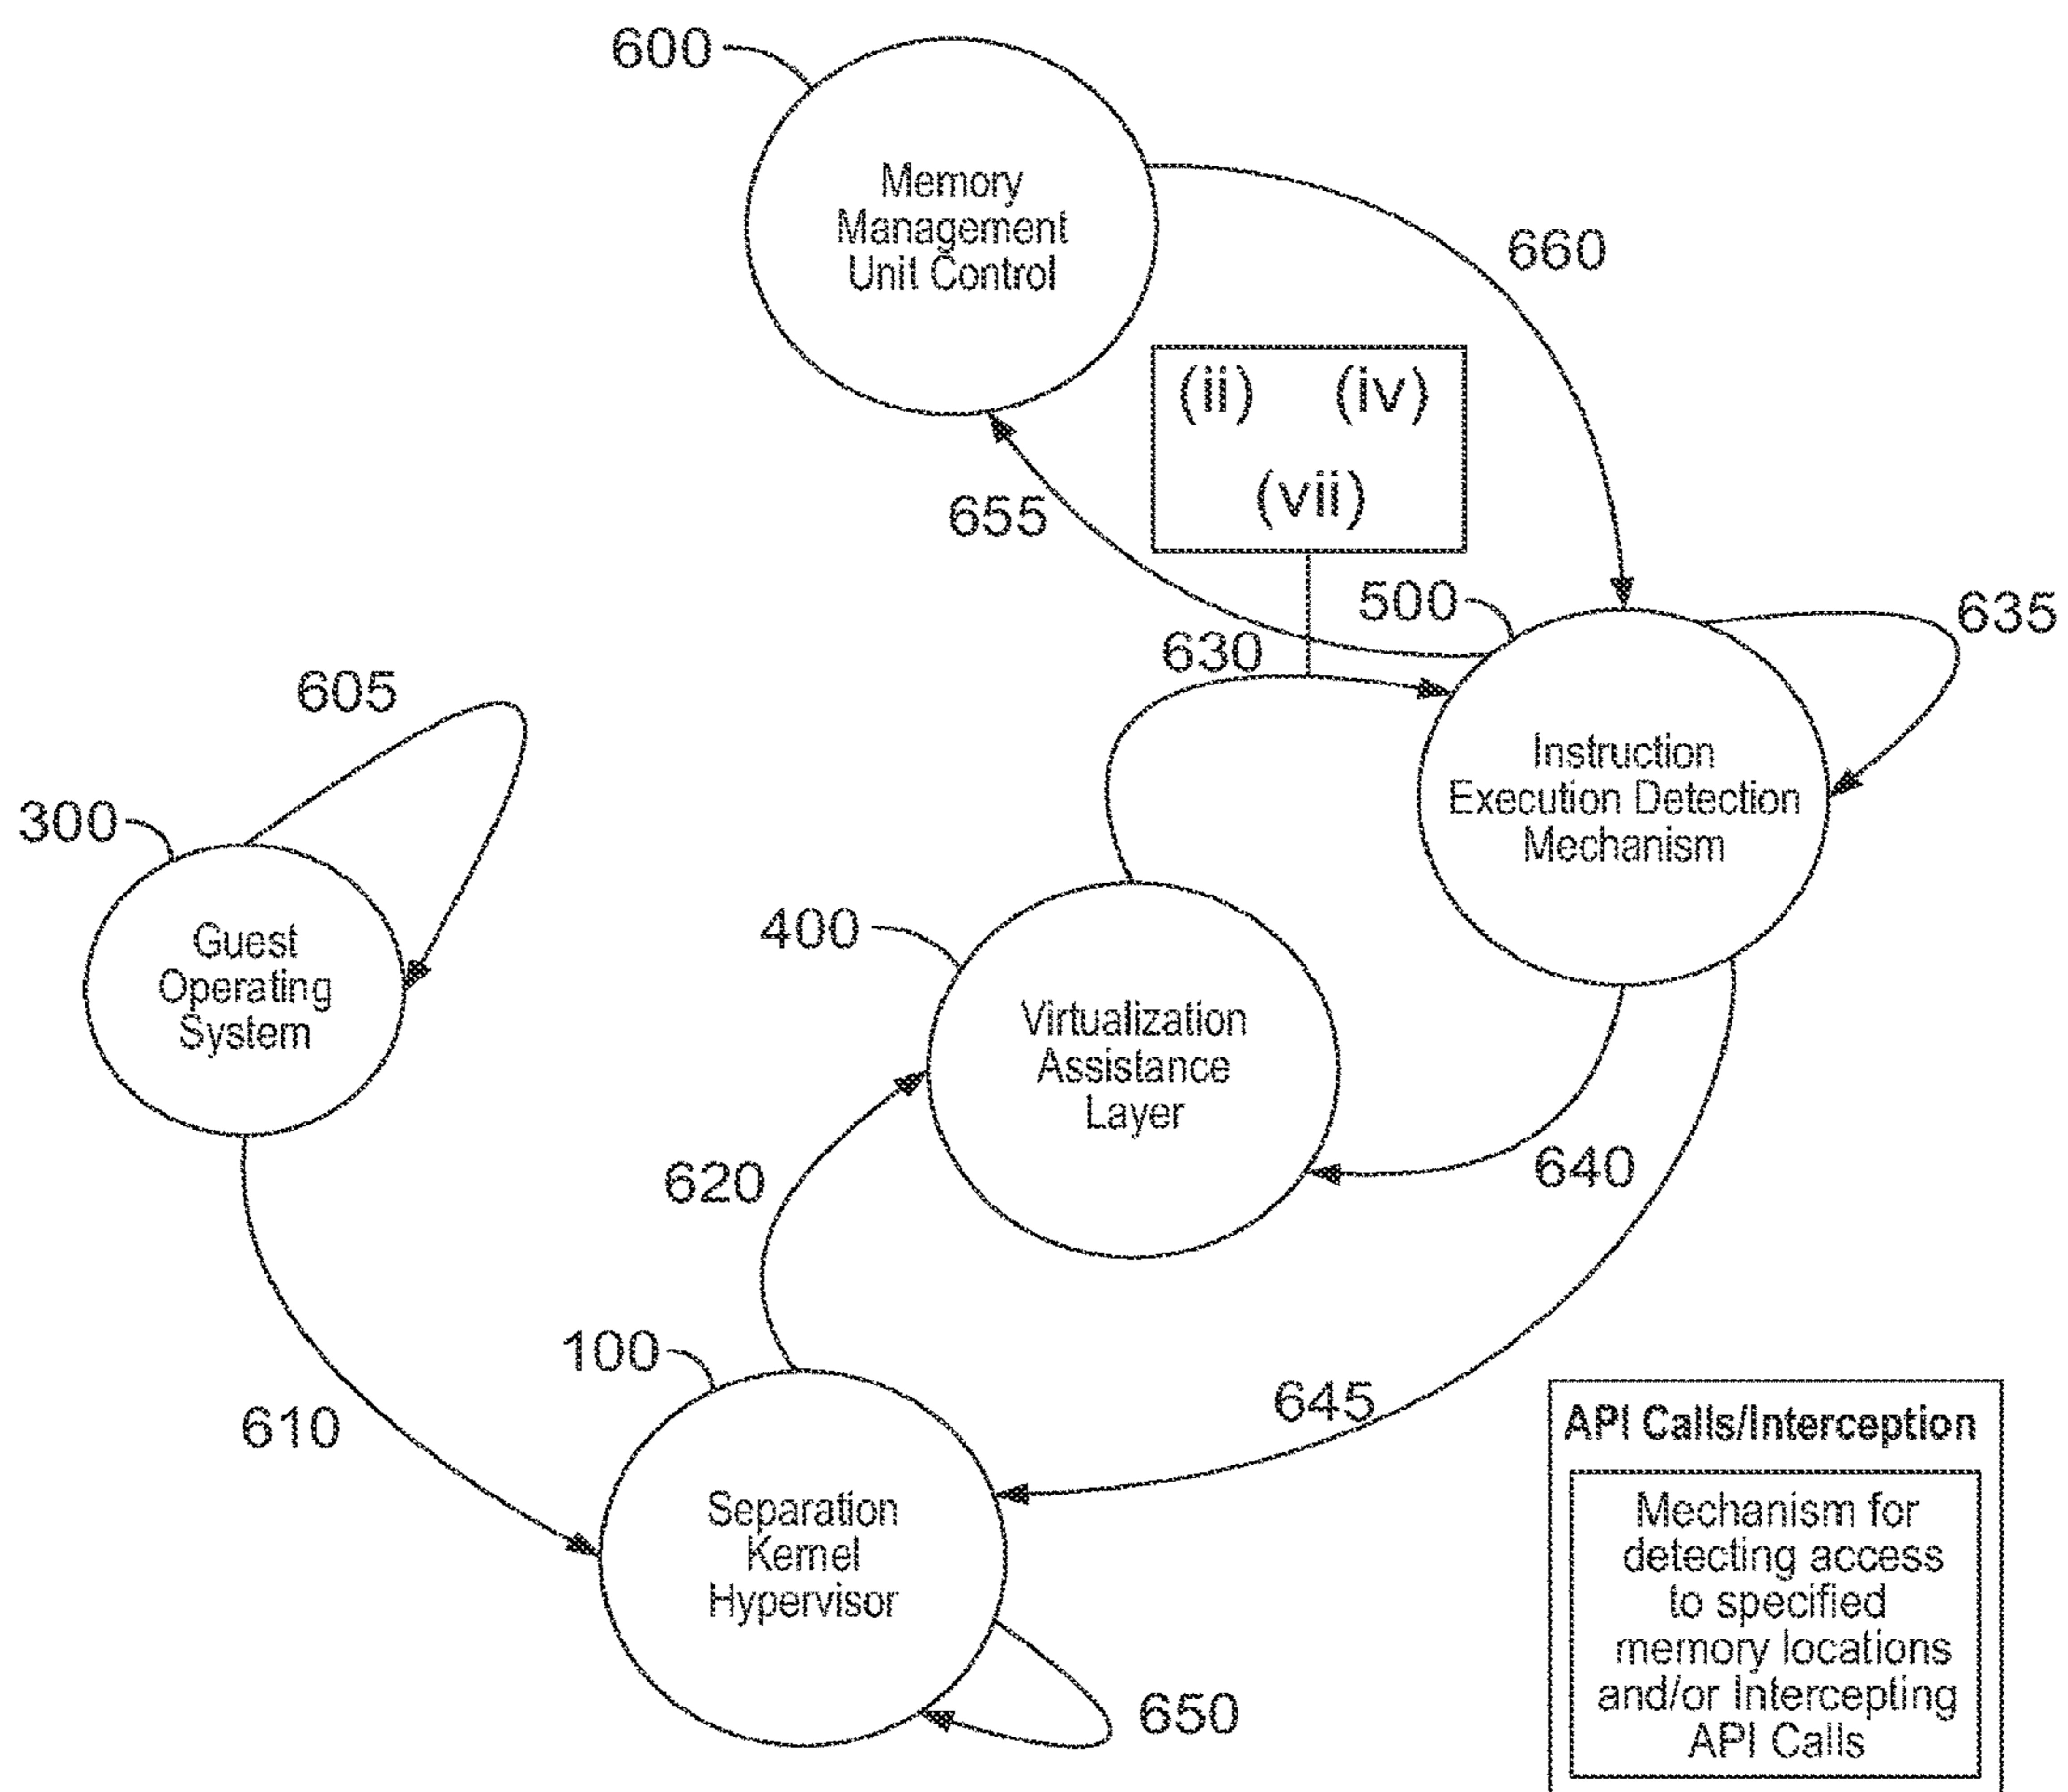 600
Memory
Management
Unit Control
660
(ii) (iv)
(vii)
655
500
635
630
605
Instruction
Execution Detection
Mechanism
300
Guest
Operating
System
400
Virtualization
Assistance
Layer
620
640
100
610
645
Separation
Kernel
Hypervisor
650
API Calls/Interception
Mechanism for
detecting access
to specified
memory locations
and/or Intercepting
API Calls